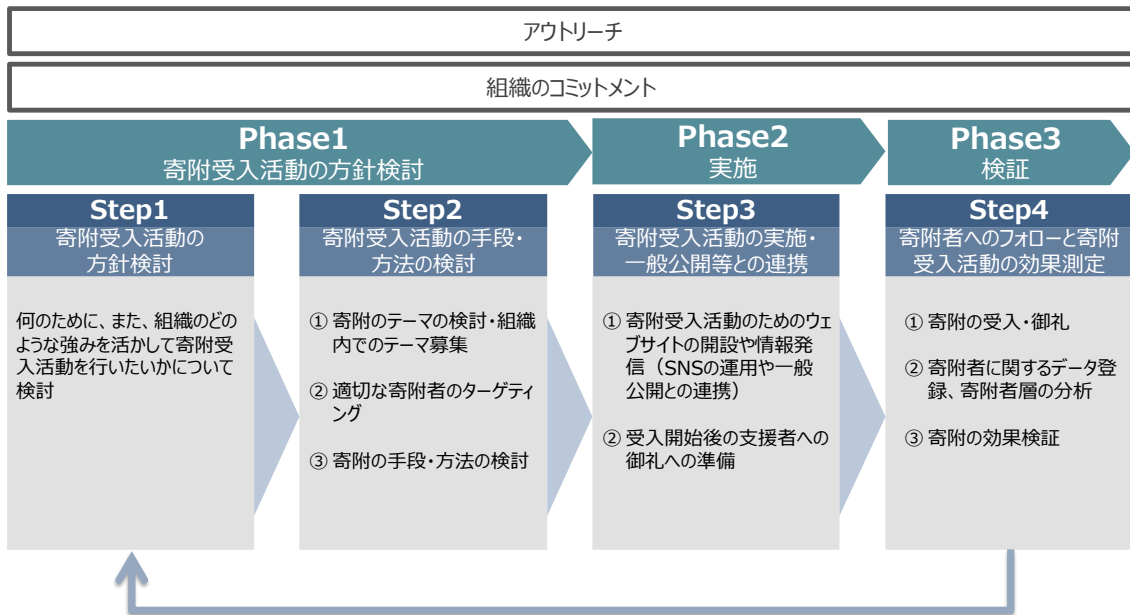 アウトリーチ
組織のコミットメント
Phase1
寄附受入活動の方針検討
Phase2
実施
Phase3
検証
Step1
寄附受入活動の
方針検討
何のために、また、組織のどの
ような強みを活かして寄附受
入活動を行いたいかについて
検討
Step2
寄附受入活動の手段・
方法の検討
① 寄附のテーマの検討・組織
内でのテーマ募集
② 適切な寄附者のターゲティ
ング
③ 寄附の手段・方法の検討
Step3
寄附受入活動の実施・
一般公開等との連携
① 寄附受入活動のためのウェ
ブサイトの開設や情報発
信（SNSの運用や一般
公開との連携）
② 受入開始後の支援者への
御礼への準備
Step4
寄附者へのフォローと寄附
受入活動の効果測定
① 寄附の受入・御礼
② 寄附者に関するデータ登
録、寄附者層の分析
③ 寄附の効果検証